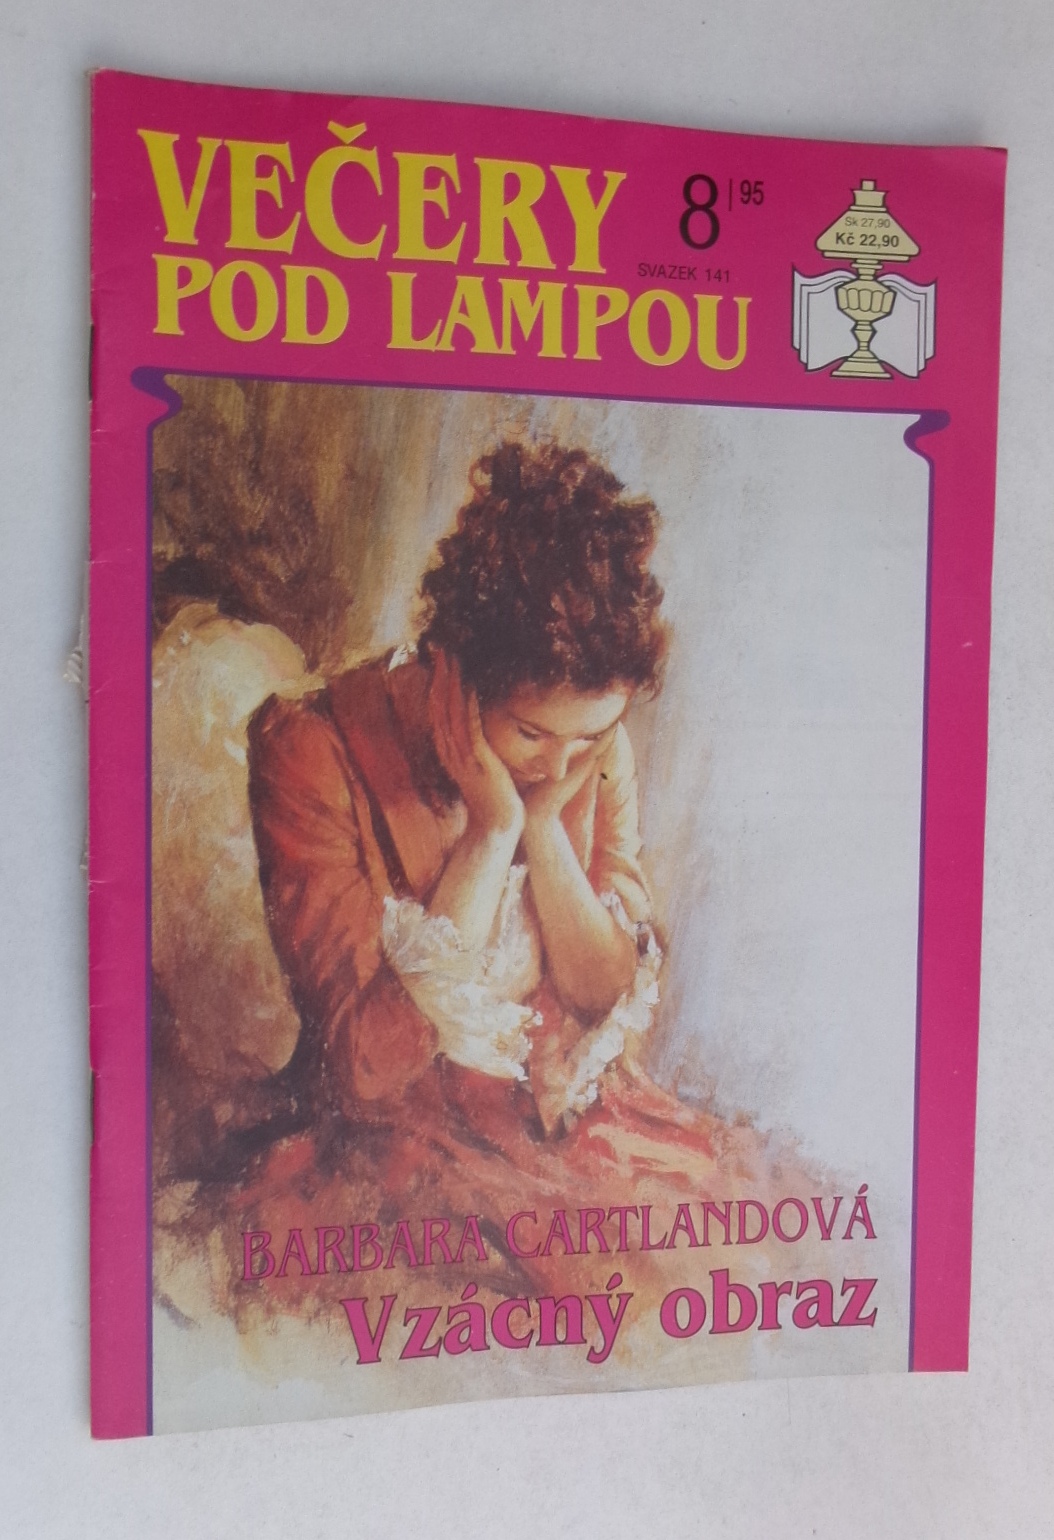 VEČERY
POD LAMPOU
8 | 95
SVAZEK 141
Sk 27,90
Kč 22,90
BARBARA CARTLANDOVÁ
Vzácný obraz